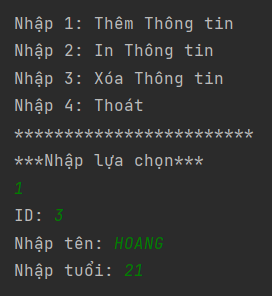 Nhập 1: Thêm Thông tin
Nhập 2: In Thông tin
Nhập 3: Xóa Thông tin
Nhập 4: Thoát
************************
***Nhập lựa chọn***
1
ID: 3
Nhập tên: HOANG
Nhập tuổi: 21